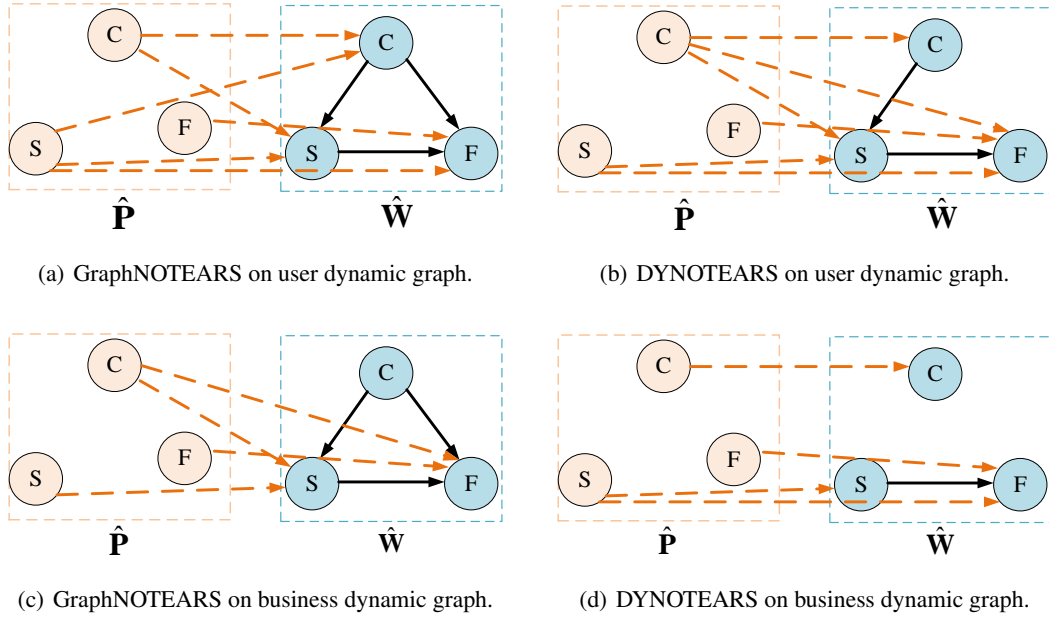 C
C
S
F
S
F
P̂
Ŵ
(a) GraphNOTEARS on user dynamic graph.
C
C
S
F
S
F
P̂
Ŵ
(b) DYNOTEARS on user dynamic graph.
C
C
S
F
S
F
P̂
Ŵ
(c) GraphNOTEARS on business dynamic graph.
C
C
S
F
S
F
P̂
Ŵ
(d) DYNOTEARS on business dynamic graph.